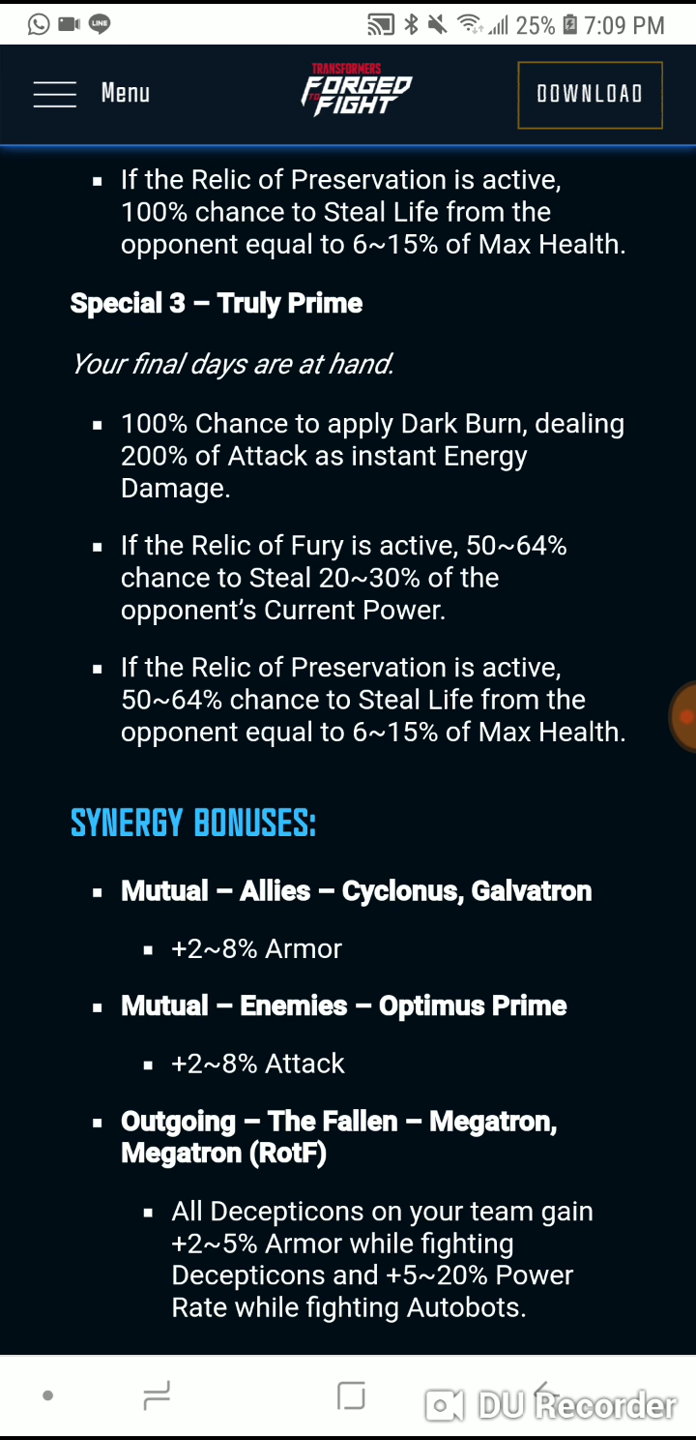 LINE
25% 7:09 PM
Menu
TRANSFORMERS
FORGED
TO
FIGHT
DOWNLOAD
▪ If the Relic of Preservation is active,
100% chance to Steal Life from the
opponent equal to 6~15% of Max Health.
Special 3 – Truly Prime
Your final days are at hand.
▪ 100% Chance to apply Dark Burn, dealing
200% of Attack as instant Energy
Damage.
▪ If the Relic of Fury is active, 50~64%
chance to Steal 20~30% of the
opponent’s Current Power.
▪ If the Relic of Preservation is active,
50~64% chance to Steal Life from the
opponent equal to 6~15% of Max Health.
SYNERGY BONUSES:
▪ Mutual – Allies – Cyclonus, Galvatron
▪ +2~8% Armor
▪ Mutual – Enemies – Optimus Prime
▪ +2~8% Attack
▪ Outgoing – The Fallen – Megatron,
Megatron (RotF)
▪ All Decepticons on your team gain
+2~5% Armor while fighting
Decepticons and +5~20% Power
Rate while fighting Autobots.
DU Recorder